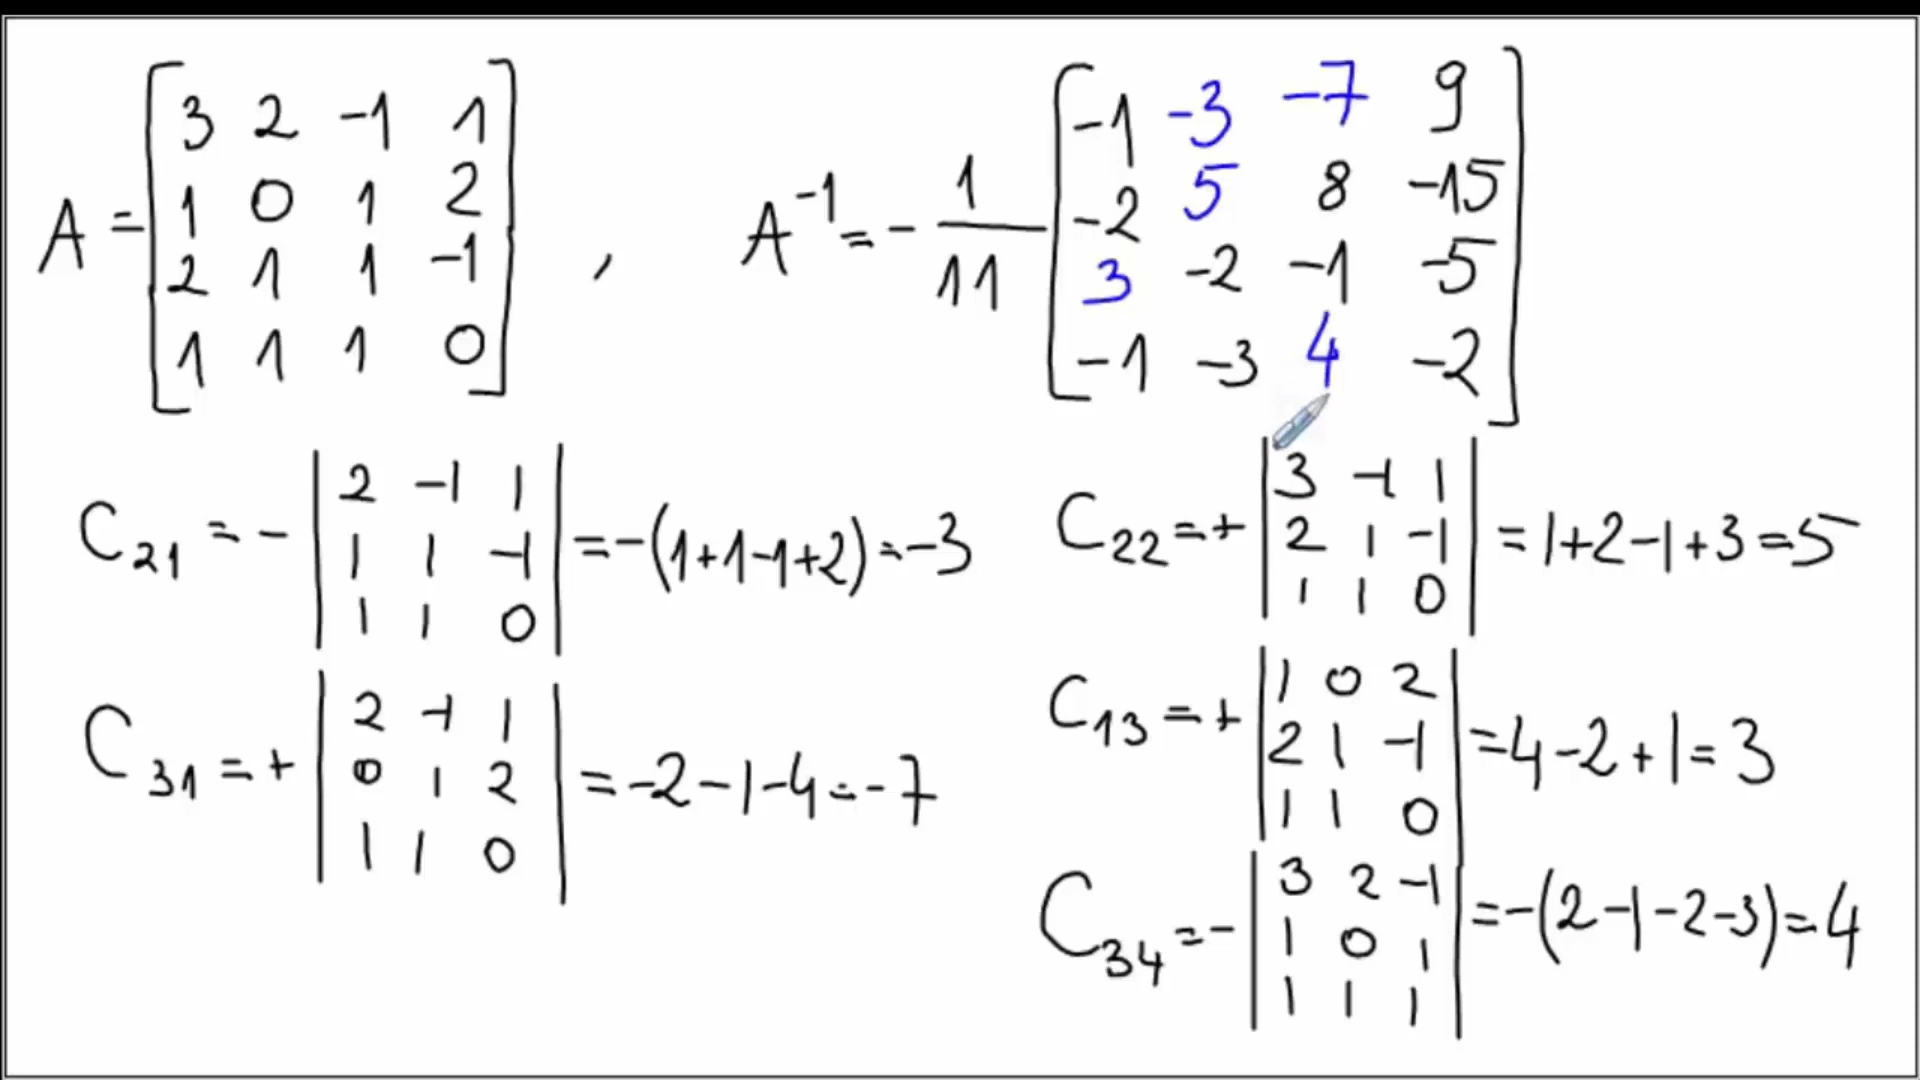 A = [ 3 2 -1 1
1 0 1 2
2 1 1 -1
1 1 1 0 ] , A⁻¹ = - 1/11 [ -1 -3 -7 9
-2 5 8 -15
3 -2 -1 -5
-1 -3 4 -2 ]
C₂₁ = - | 2 -1 1
1 1 -1
1 1 0 | = -(1+1-1+2) = -3
C₃₁ = + | 2 -1 1
0 1 2
1 1 0 | = -2-1-4 = -7
C₂₂ = + | 3 -1 1
2 1 -1
1 1 0 | = 1+2-1+3 = 5
C₁₃ = + | 1 0 2
2 1 -1
1 1 0 | = 4-2+1 = 3
C₃₄ = - | 3 2 -1
1 0 1
1 1 1 | = -(2-1-2-3) = 4